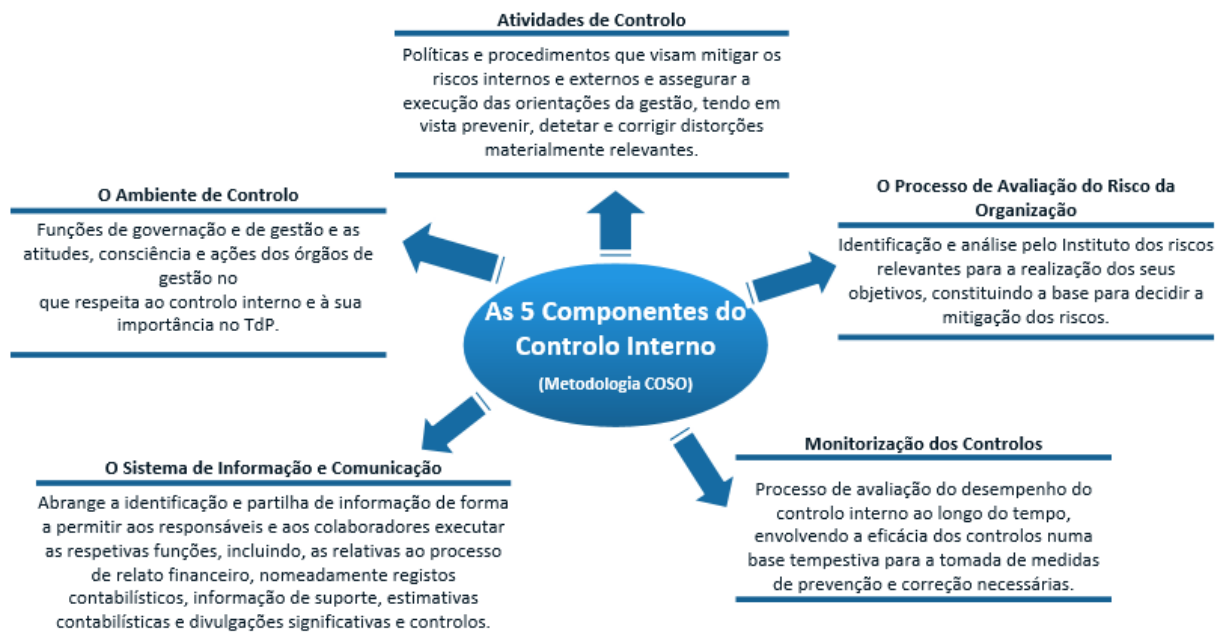 Atividades de Controlo
Políticas e procedimentos que visam mitigar os
riscos internos e externos e assegurar a
execução das orientações da gestão, tendo em
vista prevenir, detetar e corrigir distorções
materialmente relevantes.
O Ambiente de Controlo
Funções de governação e de gestão e as
atitudes, consciência e ações dos órgãos de
gestão no
que respeita ao controlo interno e à sua
importância no TdP.
O Processo de Avaliação do Risco da
Organização
Identificação e análise pelo Instituto dos riscos
relevantes para a realização dos seus
objetivos, constituindo a base para decidir a
mitigação dos riscos.
As 5 Componentes do
Controlo Interno
(Metodologia COSO)
O Sistema de Informação e Comunicação
Abrange a identificação e partilha de informação de forma
a permitir aos responsáveis e aos colaboradores executar
as respetivas funções, incluindo, as relativas ao processo
de relato financeiro, nomeadamente registos
contabilísticos, informação de suporte, estimativas
contabilísticas e divulgações significativas e controlos.
Monitorização dos Controlos
Processo de avaliação do desempenho do
controlo interno ao longo do tempo,
envolvendo a eficácia dos controlos numa
base tempestiva para a tomada de medidas
de prevenção e correção necessárias.